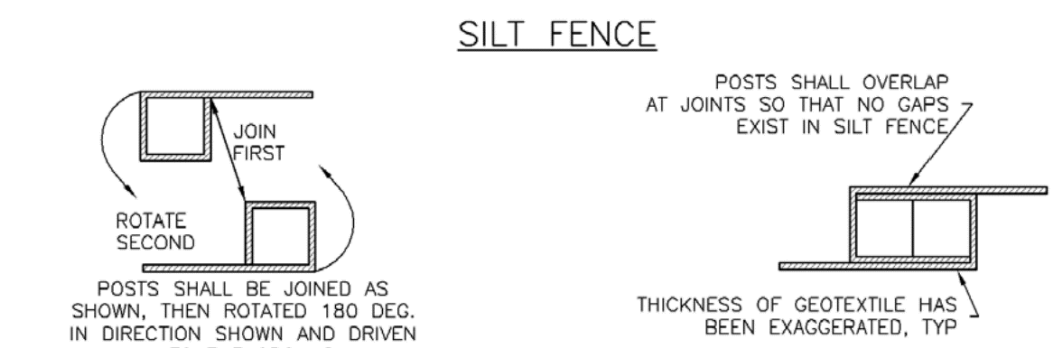 SILT FENCE
JOIN
FIRST
ROTATE
SECOND
POSTS SHALL BE JOINED AS
SHOWN, THEN ROTATED 180 DEG.
IN DIRECTION SHOWN AND DRIVEN
POSTS SHALL OVERLAP
AT JOINTS SO THAT NO GAPS
EXIST IN SILT FENCE
THICKNESS OF GEOTEXTILE HAS
BEEN EXAGGERATED, TYP